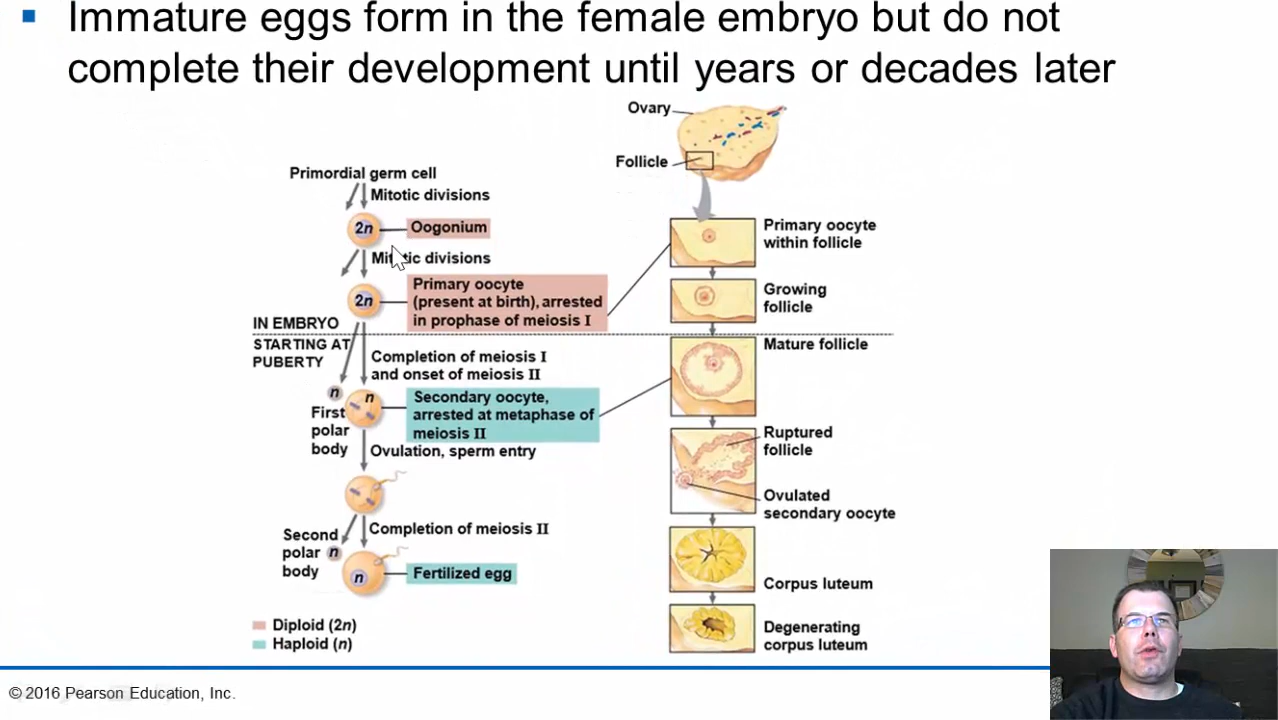 Immature eggs form in the female embryo but do not
complete their development until years or decades later
Primordial germ cell
Mitotic divisions
2n
Oogonium
Mitotic divisions
2n
Primary oocyte
(present at birth), arrested
in prophase of meiosis I
IN EMBRYO
STARTING AT
PUBERTY
Completion of meiosis I
and onset of meiosis II
n
n
First
polar
body
Secondary oocyte,
arrested at metaphase of
meiosis II
Ovulation, sperm entry
Completion of meiosis II
Second
polar
body
n
n
Fertilized egg
Diploid (2n)
Haploid (n)
Ovary
Follicle
Primary oocyte
within follicle
Growing
follicle
Mature follicle
Ruptured
follicle
Ovulated
secondary oocyte
Corpus luteum
Degenerating
corpus luteum
© 2016 Pearson Education, Inc.